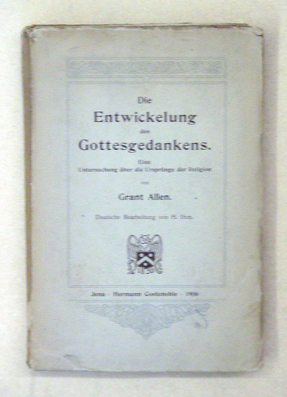 Die
Entwickelung
des
Gottesgedankens.
Eine
Untersuchung über die Ursprünge der Religion
von
Grant Allen.
Deutsche Bearbeitung von H. Ihm.
Jena · Hermann Costenoble · 1906